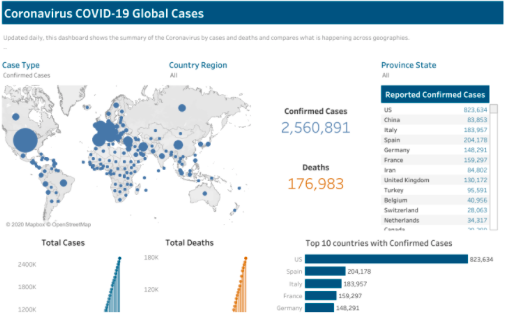 Coronavirus COVID-19 Global Cases
Updated daily, this dashboard shows the summary of the Coronavirus by cases and deaths and compares what is happening across geographies.
Case Type
Confirmed Cases
Country Region
All
Province State
All
© 2020 Mapbox © OpenStreetMap
Confirmed Cases
2,560,891
Deaths
176,983
Reported Confirmed Cases
US 823,634
China 83,853
Italy 183,957
Spain 204,178
Germany 148,291
France 159,297
Iran 84,802
United Kingdom 130,172
Turkey 95,591
Belgium 40,956
Switzerland 28,063
Netherlands 34,317
Canada
Total Cases
2400K
1800K
1200K
Total Deaths
180K
120K
Top 10 countries with Confirmed Cases
US 823,634
Spain 204,178
Italy 183,957
France 159,297
Germany 148,291